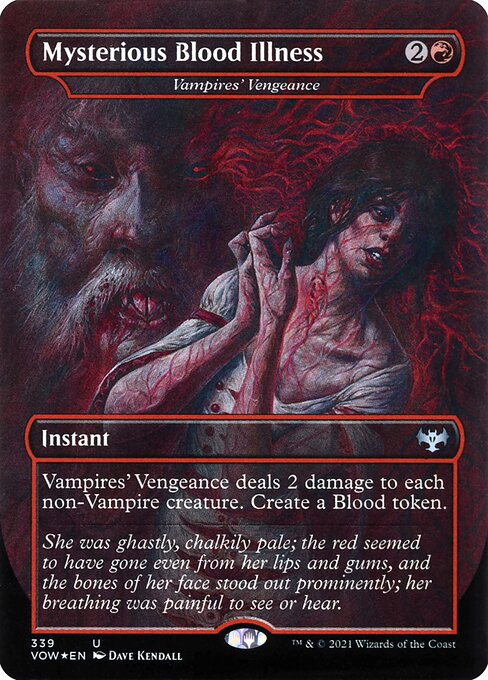 Mysterious Blood Illness 2
Vampires' Vengeance
Instant
Vampires' Vengeance deals 2 damage to each
non-Vampire creature. Create a Blood token.
She was ghastly, chalkily pale; the red seemed
to have gone even from her lips and gums, and
the bones of her face stood out prominently; her
breathing was painful to see or hear.
339 U
VOW★EN Dave Kendall
™ & © 2021 Wizards of the Coast